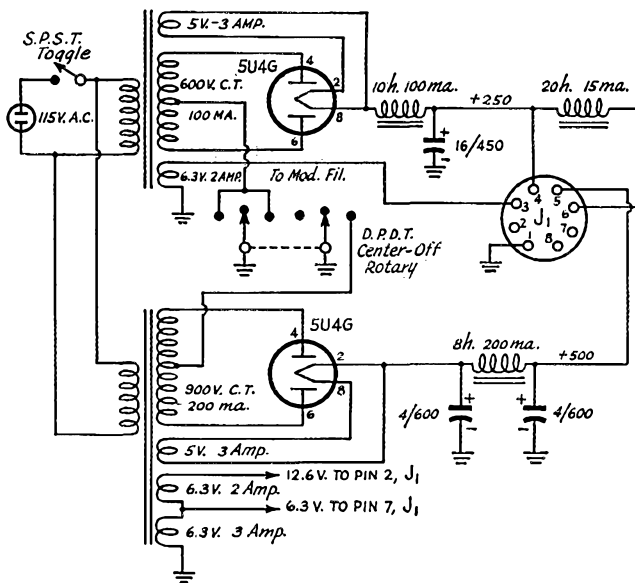 S.P.S.T.
Toggle
115V. A.C.
5V.-3 AMP.
600V. C.T.
100 MA.
6.3V. 2 AMP.
5U4G
4
2
8
6
10h. 100ma.
+250
20h. 15ma.
+
16/450
-
To Mod. Fil.
D.P.D.T.
Center-Off
Rotary
4
5
3
6
J1
2
7
1
8
900V. C.T.
200 ma.
5U4G
4
2
8
6
8h. 200ma.
+500
+
4/600
-
+
4/600
-
5V. 3 Amp.
12.6V. TO PIN 2, J1
6.3V. 2 Amp.
6.3V. TO PIN 7, J1
6.3V. 3 Amp.